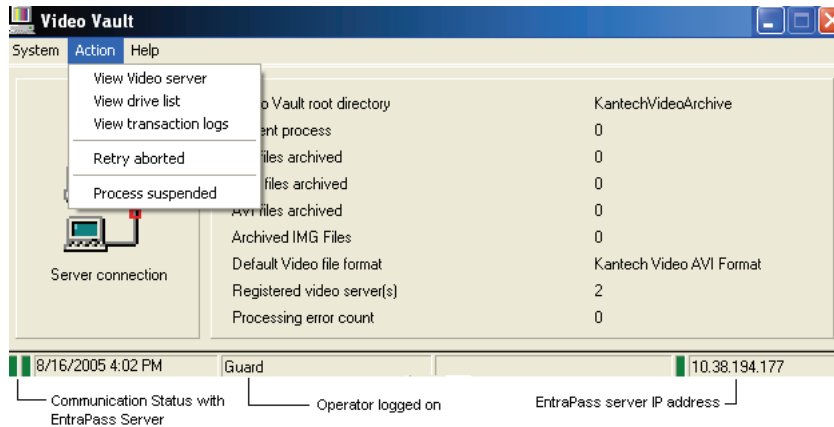 Video Vault
System Action Help
View Video server
View drive list
View transaction logs
Retry aborted
Process suspended
Server connection
Vault root directory KantechVideoArchive
process 0
files archived 0
files archived 0
AVI files archived 0
Archived IMG Files 0
Default Video file format Kantech Video AVI Format
Registered video server(s) 2
Processing error count 0
8/16/2005 4:02 PM Guard 10.38.194.177
Communication Status with
EntraPass Server
Operator logged on
EntraPass server IP address